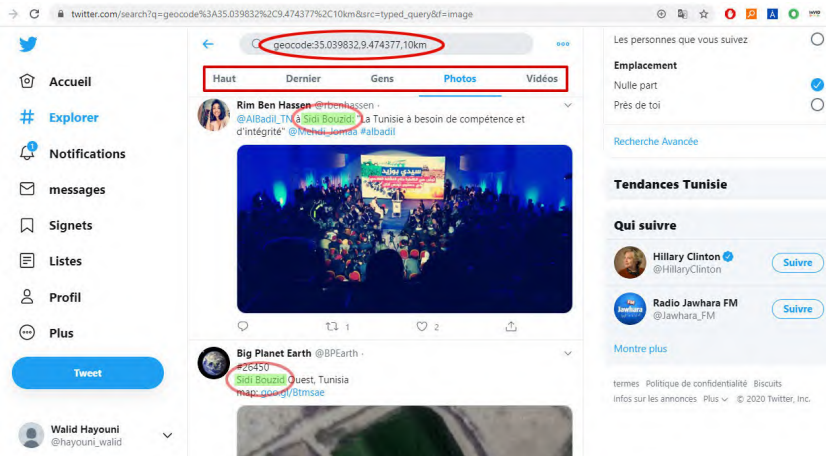 twitter.com/search?q=geocode%3A35.039832%2C9.474377%2C10km&src=typed_query&f=image
geocode:35.039832,9.474377,10km
Haut Dernier Gens Photos Vidéos
Accueil
Explorer
Notifications
messages
Signets
Listes
Profil
Plus
Tweet
Walid Hayouni
@hayouni_walid
Rim Ben Hassen @rbenhassen ·
@AlBadil_TN à Sidi Bouzid: "La Tunisie à besoin de compétence et
d'intégrité" @Mehdi_Jomaa #albadil
سيدي بوزيد
1
2
Big Planet Earth @BPEarth ·
#26450
Sidi Bouzid Ouest, Tunisia
map: goo.gl/Btmsae
Les personnes que vous suivez
Emplacement
Nulle part
Près de toi
Recherche Avancée
Tendances Tunisie
Qui suivre
Hillary Clinton
@HillaryClinton
Suivre
Jawhara
Radio Jawhara FM
@Jawhara_FM
Suivre
Montre plus
termes Politique de confidentialité Biscuits
infos sur les annonces Plus © 2020 Twitter, Inc.